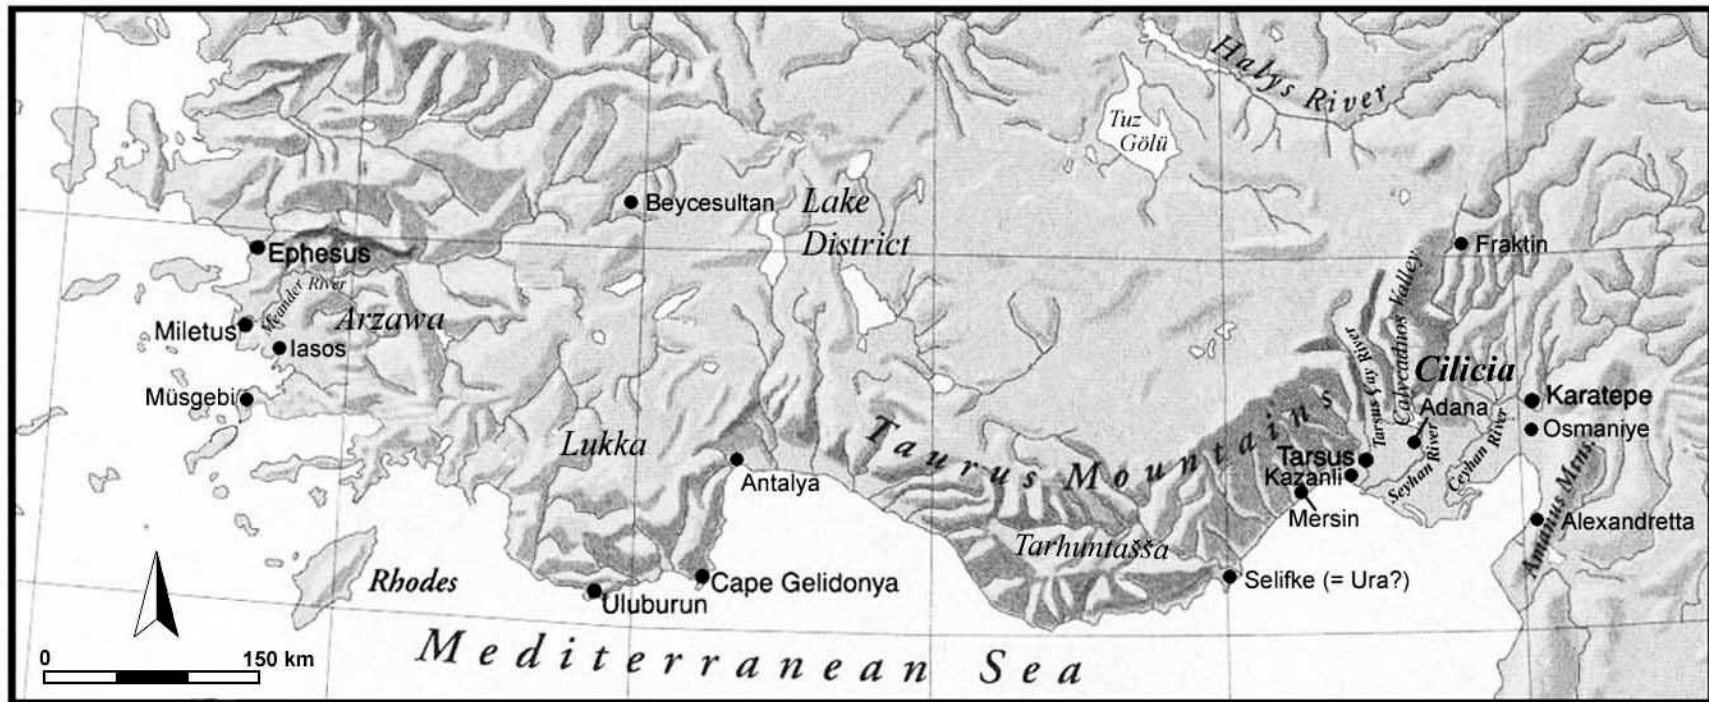 Halys River
Tuz
Gölü
Beycesultan
Lake
District
Ephesus
Fraktin
Meander River
Arzawa
Miletus
Iasos
Müsgebi
Tarsus Çay River
Calycadnos Valley
Cilicia
Karatepe
Adana
Osmaniye
Lukka
Taurus Mountains
Antalya
Tarsus
Kazanli
Seyhan River
Ceyhan River
Mersin
Amanus Mtns.
Alexandretta
Tarhuntašša
Rhodes
Cape Gelidonya
Selifke (= Ura?)
Uluburun
Mediterranean Sea
0 150 km